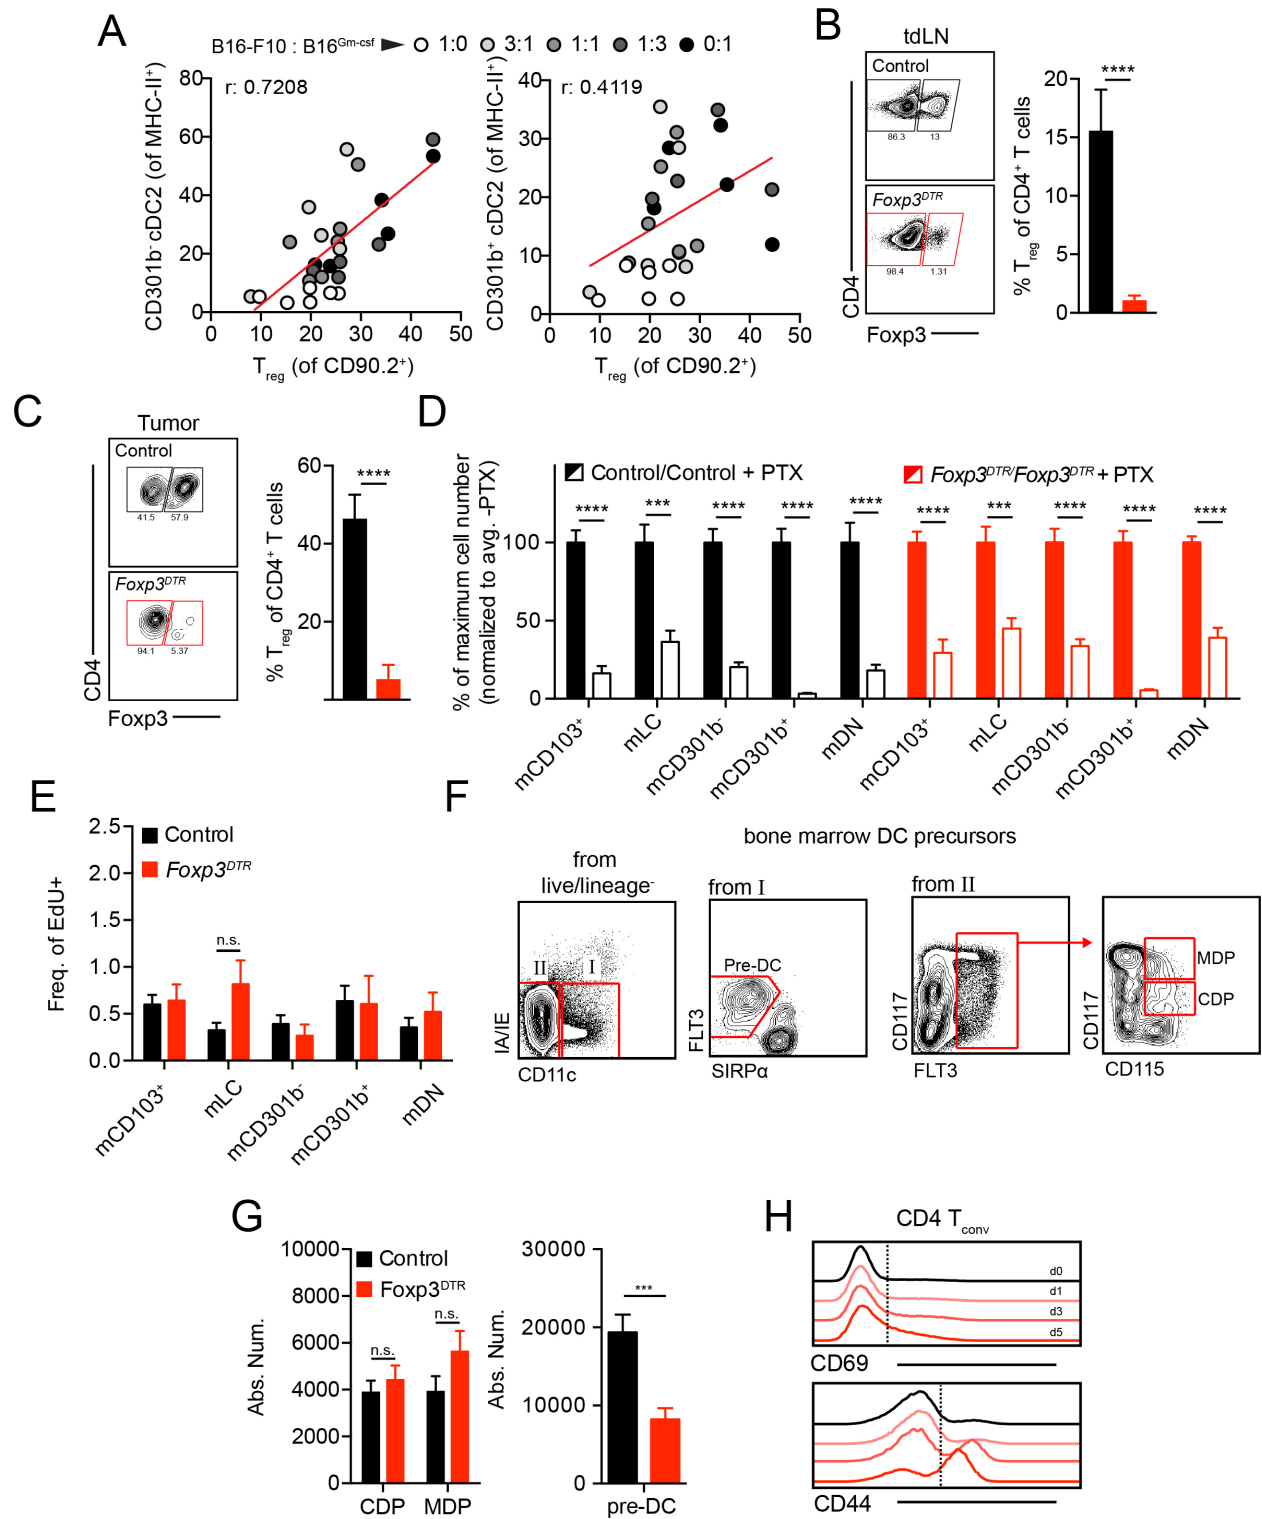 A
B16-F10 : B16Gm-csf 1:0 3:1 1:1 1:3 0:1
CD301b- cDC2 (of MHC-II+)
r: 0.7208
80
60
40
20
0
0 10 20 30 40 50
Treg (of CD90.2+)
CD301b+ cDC2 (of MHC-II+)
r: 0.4119
40
30
20
10
0
0 10 20 30 40 50
Treg (of CD90.2+)
B
tdLN
Control
86.3 13
Foxp3DTR
98.4 1.31
CD4
Foxp3
% Treg of CD4+ T cells
****
20
15
10
5
0
C
Tumor
Control
41.5 57.9
Foxp3DTR
94.1 5.37
CD4
Foxp3
% Treg of CD4+ T cells
****
60
40
20
D
% of maximum cell number
(normalized to avg. -PTX)
Control/Control + PTX
Foxp3DTR/Foxp3DTR + PTX
**** *** **** **** **** **** *** **** **** ****
100
50
0
mCD103+ mLC mCD301b- mCD301b+ mDN mCD103+ mLC mCD301b- mCD301b+ mDN
E
Freq. of EdU+
Control
Foxp3DTR
n.s.
2.5
2.0
1.5
1.0
0.5
0.0
mCD103+ mLC mCD301b- mCD301b+ mDN
F
bone marrow DC precursors
from
live/lineage-
II I
IA/IE
CD11c
from I
Pre-DC
FLT3
SIRPα
from II
CD117
FLT3
MDP
CDP
CD117
CD115
G
Abs. Num.
Control
Foxp3DTR
n.s. n.s.
10000
8000
6000
4000
2000
0
CDP MDP
Abs. Num.
***
30000
20000
10000
0
pre-DC
H
CD4 Tconv
d0
d1
d3
d5
CD69
CD44